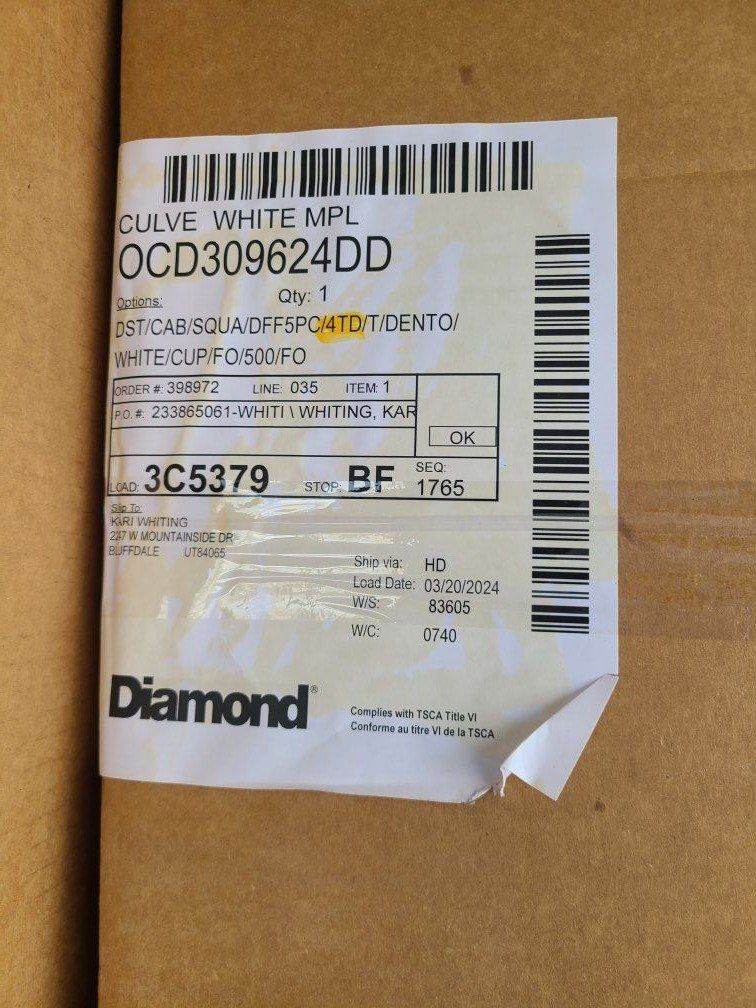 CULVE WHITE MPL
OCD309624DD
Options: Qty: 1
DST/CAB/SQUA/DFF5PC/4TD/T/DENTO/
WHITE/CUP/FO/500/FO
ORDER #: 398972 LINE: 035 ITEM: 1
P.O. #: 233865061-WHITI \ WHITING, KAR
OK
LOAD: 3C5379 STOP: BF SEQ: 1765
Ship To:
KARI WHITING
2247 W MOUNTAINSIDE DR
BLUFFDALE UT84065
Ship via: HD
Load Date: 03/20/2024
W/S: 83605
W/C: 0740
Diamond®
Complies with TSCA Title VI
Conforme au titre VI de la TSCA